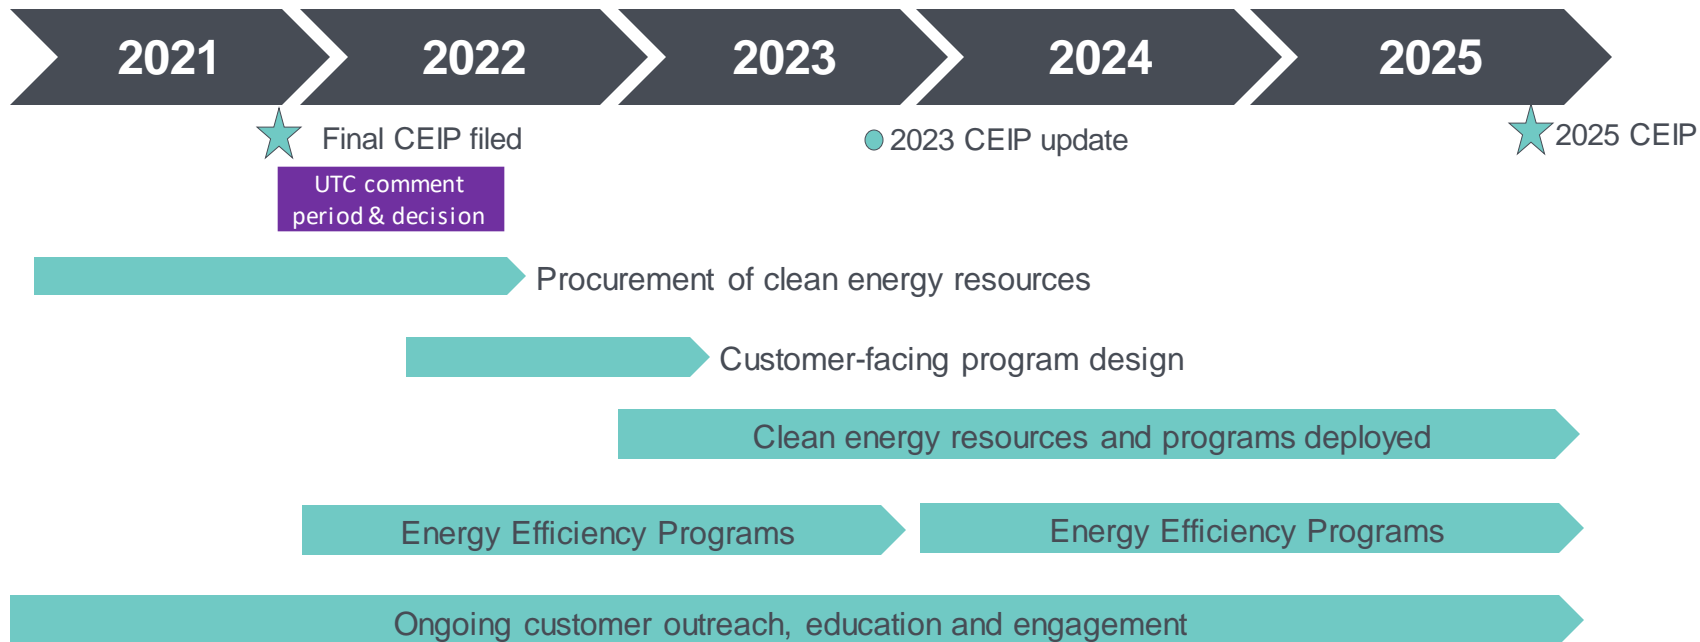 2021 2022 2023 2024 2025
Final CEIP filed
2023 CEIP update
2025 CEIP
UTC comment
period & decision
Procurement of clean energy resources
Customer-facing program design
Clean energy resources and programs deployed
Energy Efficiency Programs
Energy Efficiency Programs
Ongoing customer outreach, education and engagement